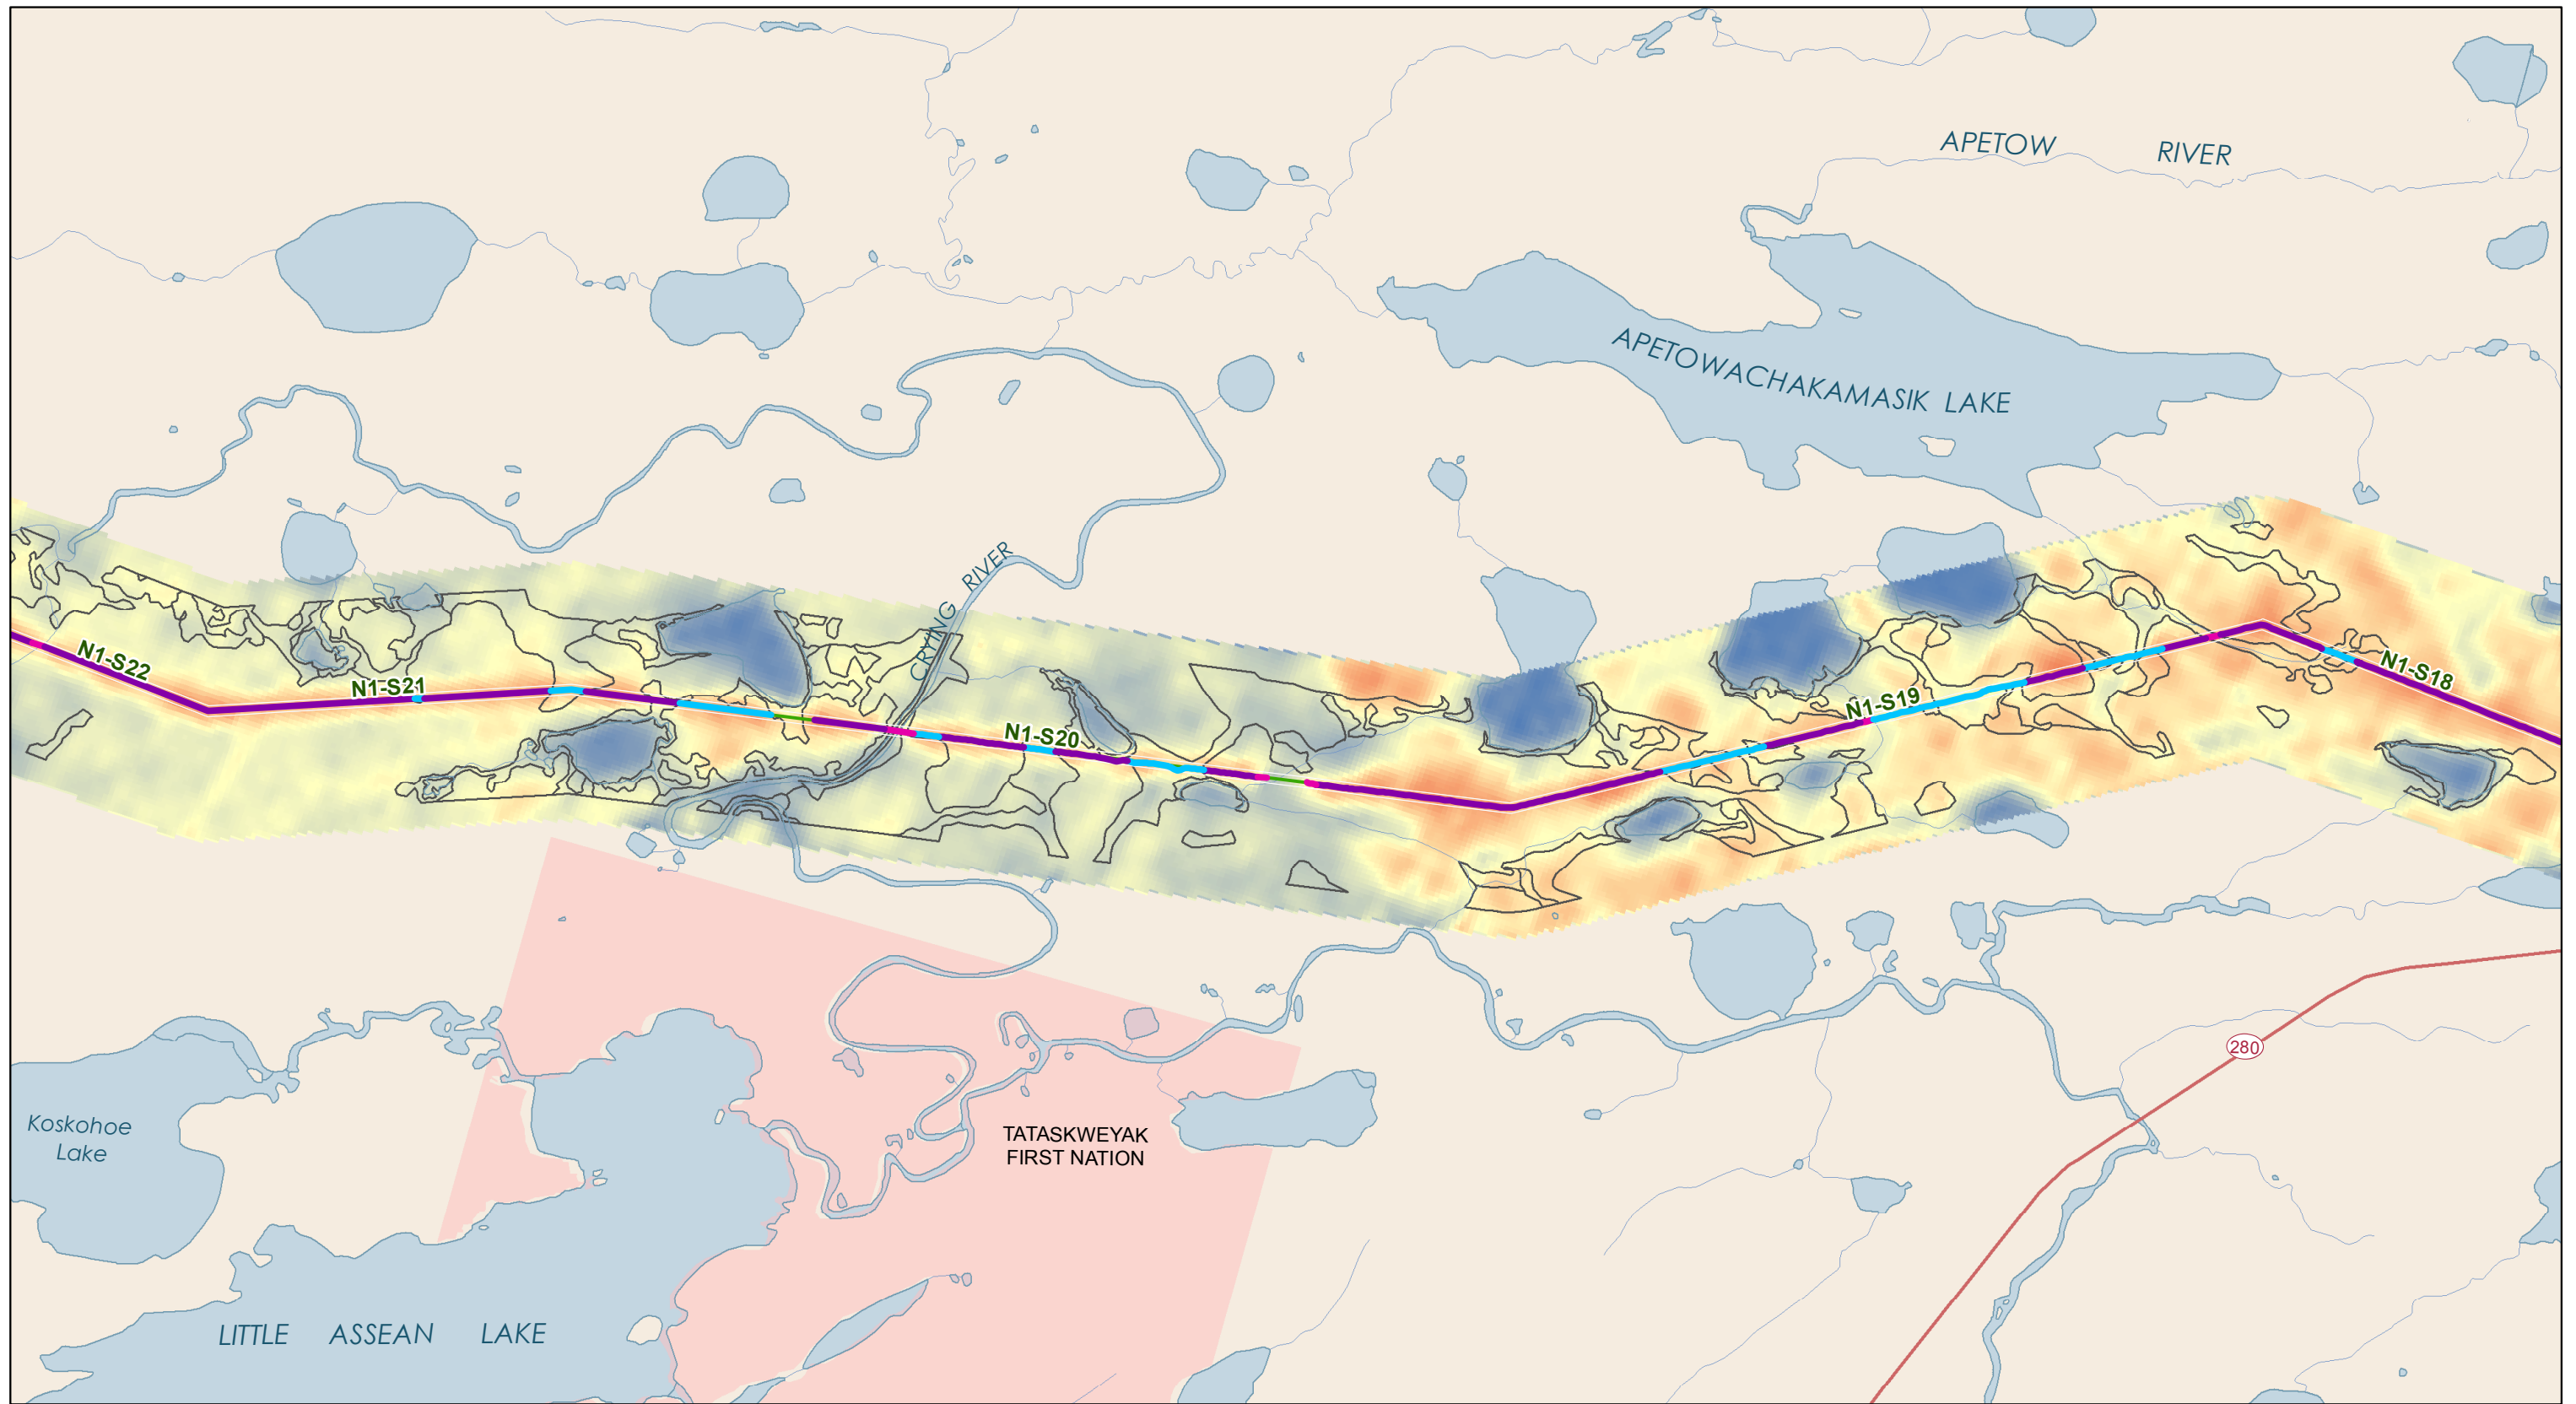 APETOW RIVER
APETOWACHAKAMASIK LAKE
CRYING RIVER
N1-S22
N1-S21
N1-S20
N1-S19
N1-S18
280
Koskohoe
Lake
TATASKWEYAK
FIRST NATION
LITTLE ASSEAN LAKE